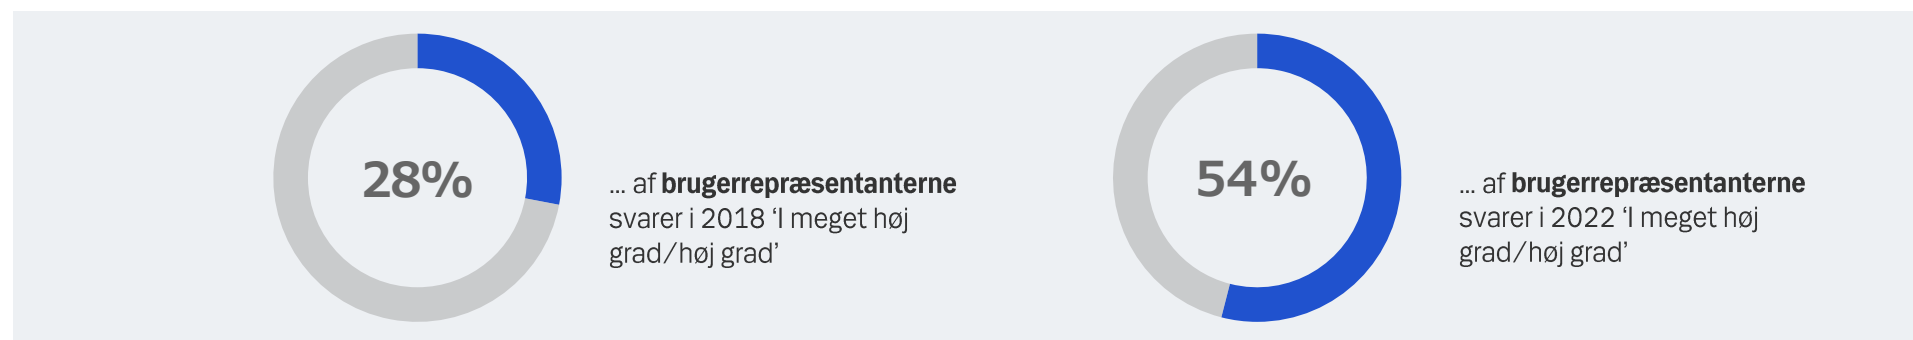 28%
... af brugerrepræsentanterne
svarer i 2018 ‘I meget høj
grad/høj grad’
54%
... af brugerrepræsentanterne
svarer i 2022 ‘I meget høj
grad/høj grad’